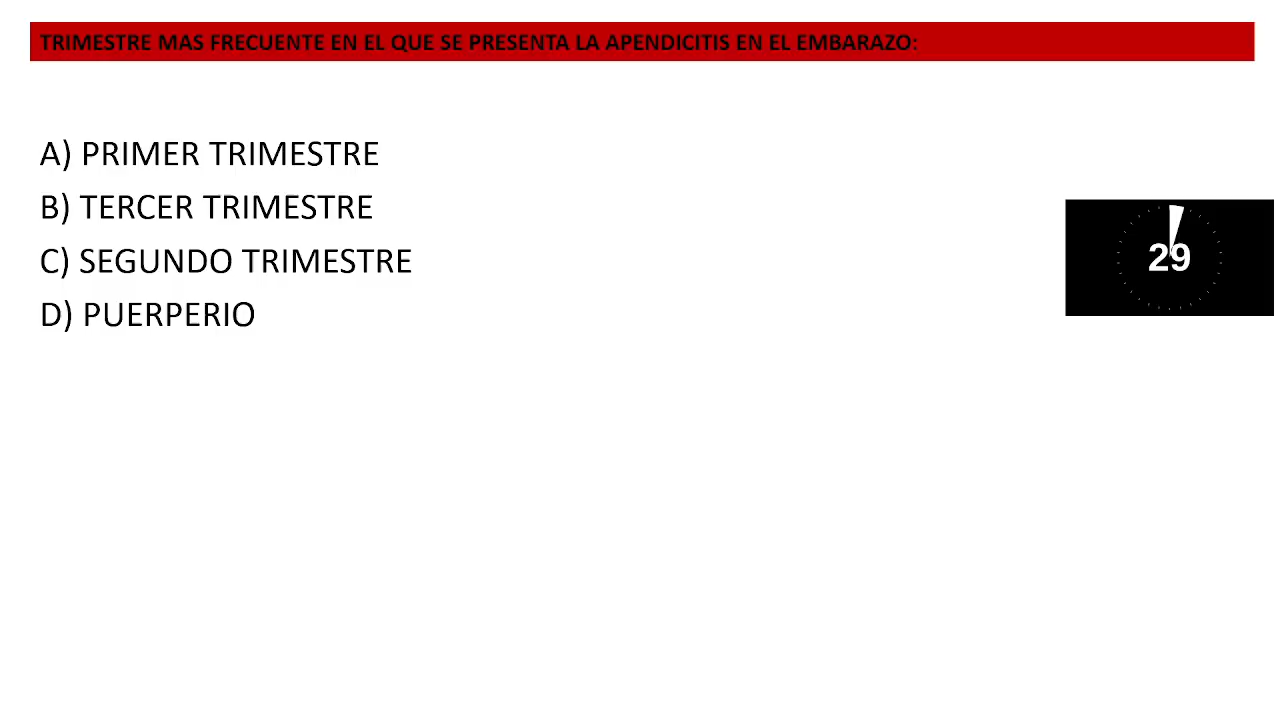 TRIMESTRE MAS FRECUENTE EN EL QUE SE PRESENTA LA APENDICITIS EN EL EMBARAZO:
A) PRIMER TRIMESTRE
B) TERCER TRIMESTRE
C) SEGUNDO TRIMESTRE
D) PUERPERIO
29